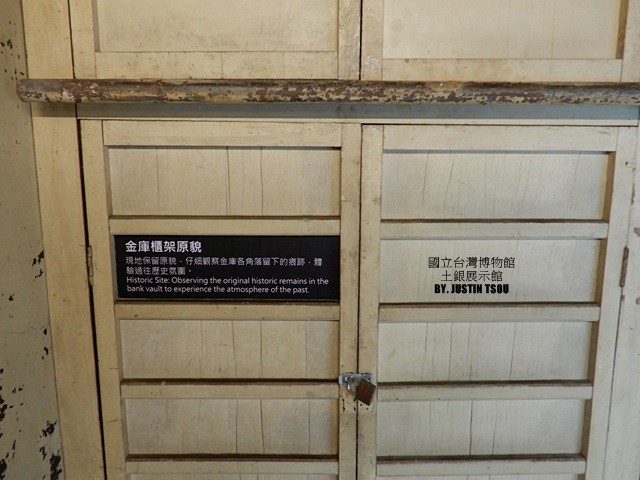 金庫櫃架原貌
現地保留原貌，仔細觀察金庫各角落留下的痕跡，體
驗過往歷史氛圍。
Historic Site: Observing the original historic remains in the
bank vault to experience the atmosphere of the past.
國立台灣博物館
土銀展示館
BY. JUSTIN TSOU